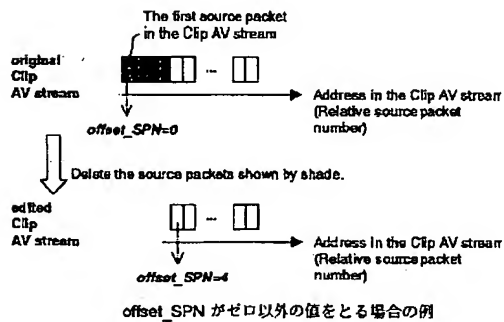 The first source packet
in the Clip AV stream
original
Clip
AV stream
...
Address in the Clip AV stream
(Relative source packet
number)
offset_SPN=0
Delete the source packets shown by shade.
edited
Clip
AV stream
...
Address in the Clip AV stream
(Relative source packet
number)
offset_SPN=4
offset_SPN がゼロ以外の値をとる場合の例